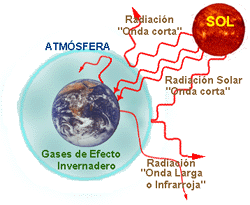 Radiación
"Onda corta"
SOL
ATMÓSFERA
Radiación Solar
"Onda corta"
Gases de Efecto
Invernadero
Radiación
"Onda Larga
o Infrarroja"